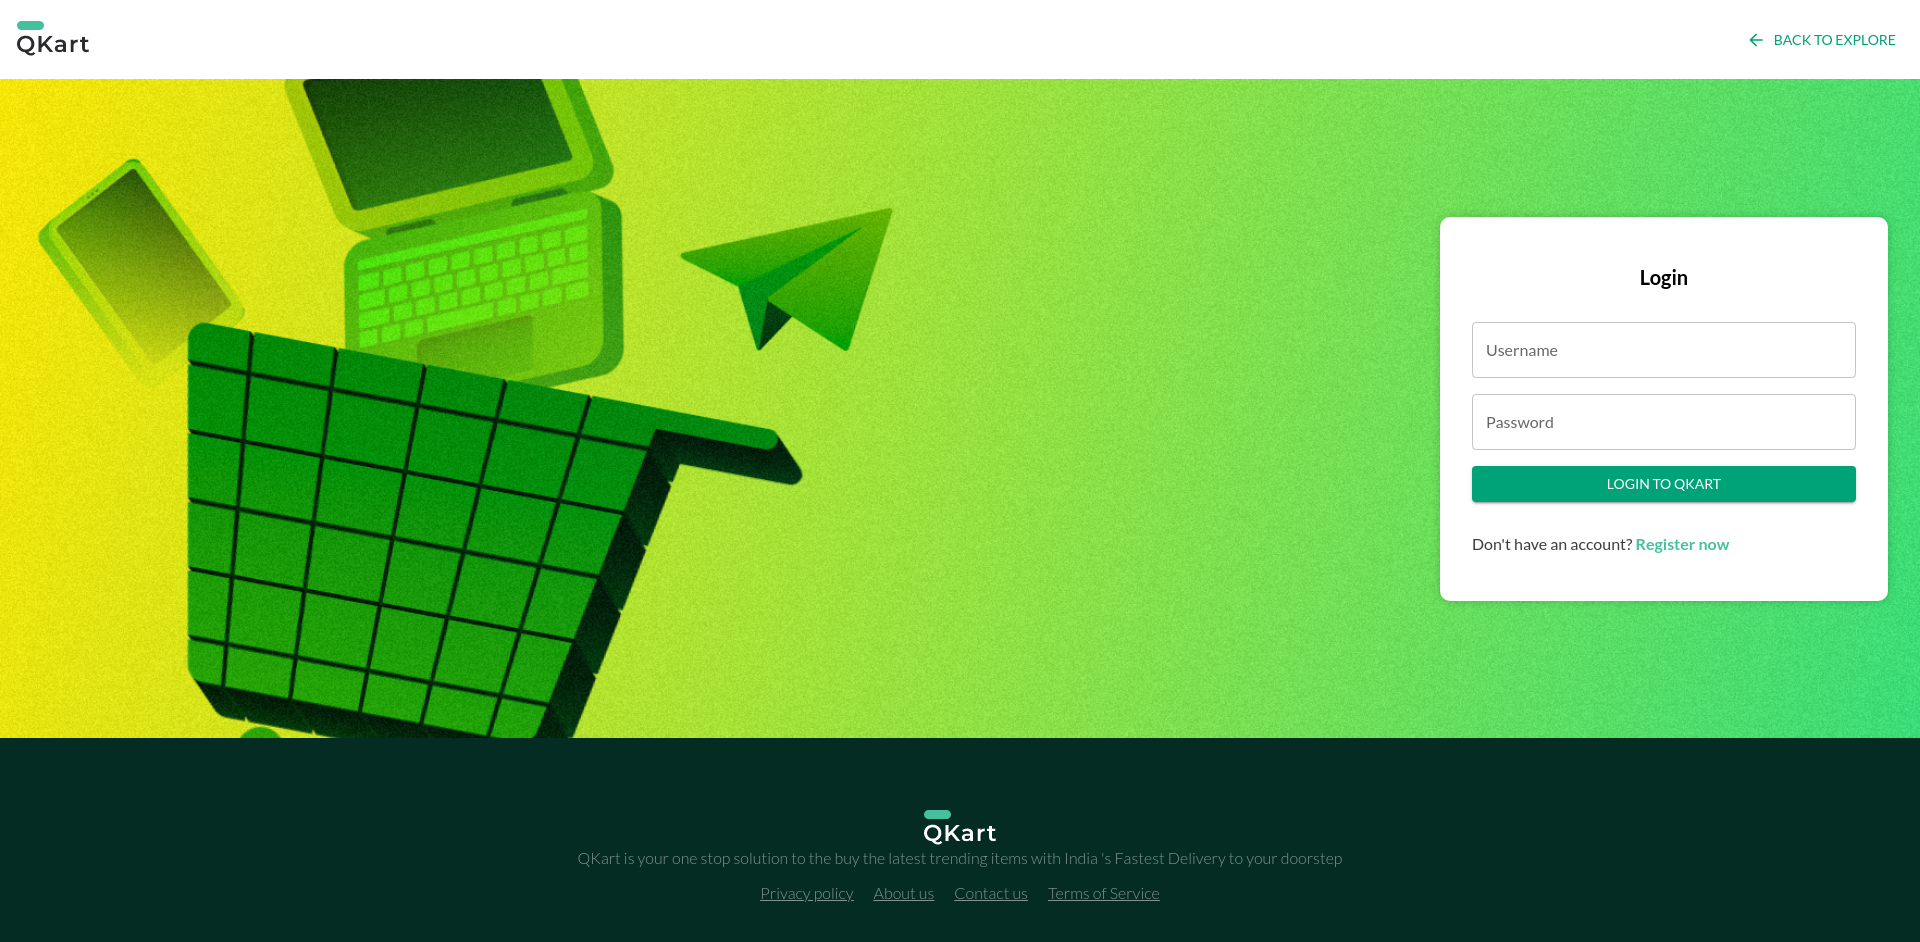 QKart
BACK TO EXPLORE
Login
Username
Password
LOGIN TO QKART
Don't have an account? Register now
QKart
QKart is your one stop solution to the buy the latest trending items with India 's Fastest Delivery to your doorstep
Privacy policy About us Contact us Terms of Service